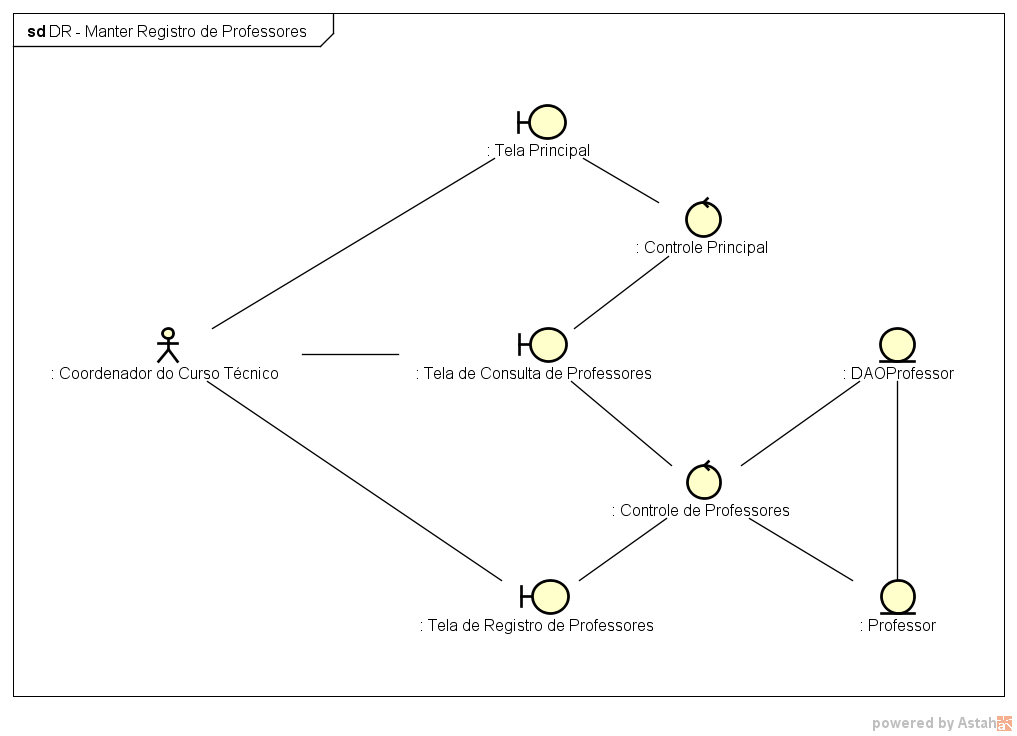 sd DR - Manter Registro de Professores
: Tela Principal
: Controle Principal
: Coordenador do Curso Técnico
: Tela de Consulta de Professores
: DAOProfessor
: Controle de Professores
: Tela de Registro de Professores
: Professor
powered by Astah